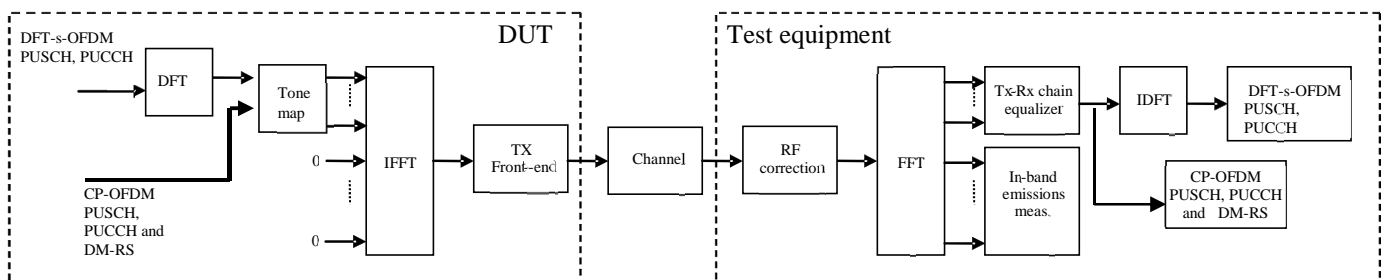 DUT
DFT-s-OFDM
PUSCH, PUCCH
DFT
Tone
map
CP-OFDM
PUSCH,
PUCCH and
DM-RS
0
0
IFFT
TX
Front-end
Channel
Test equipment
RF
correction
FFT
Tx-Rx chain
equalizer
In-band
emissions
meas.
IDFT
DFT-s-OFDM
PUSCH,
PUCCH
CP-OFDM
PUSCH, PUCCH
and DM-RS